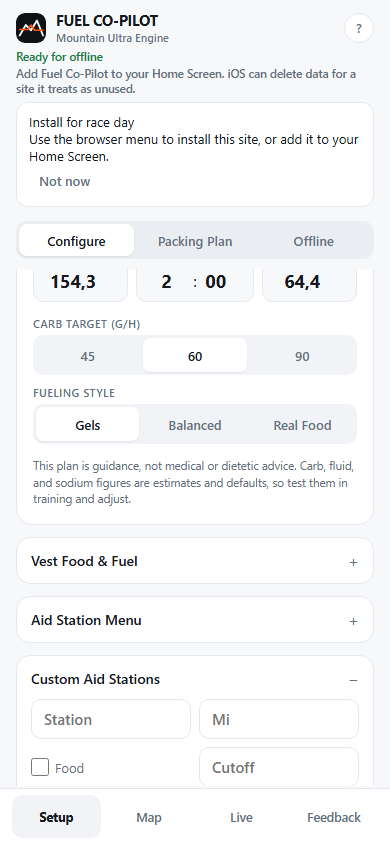 FUEL CO-PILOT
Mountain Ultra Engine
?
Ready for offline
Add Fuel Co-Pilot to your Home Screen. iOS can delete data for a
site it treats as unused.
Install for race day
Use the browser menu to install this site, or add it to your
Home Screen.
Not now
Configure
Packing Plan
Offline
154,3
2 : 00
64,4
CARB TARGET (G/H)
45
60
90
FUELING STYLE
Gels
Balanced
Real Food
This plan is guidance, not medical or dietetic advice. Carb, fluid,
and sodium figures are estimates and defaults, so test them in
training and adjust.
Vest Food & Fuel +
Aid Station Menu +
Custom Aid Stations −
Station
Mi
Food
Cutoff
Setup
Map
Live
Feedback